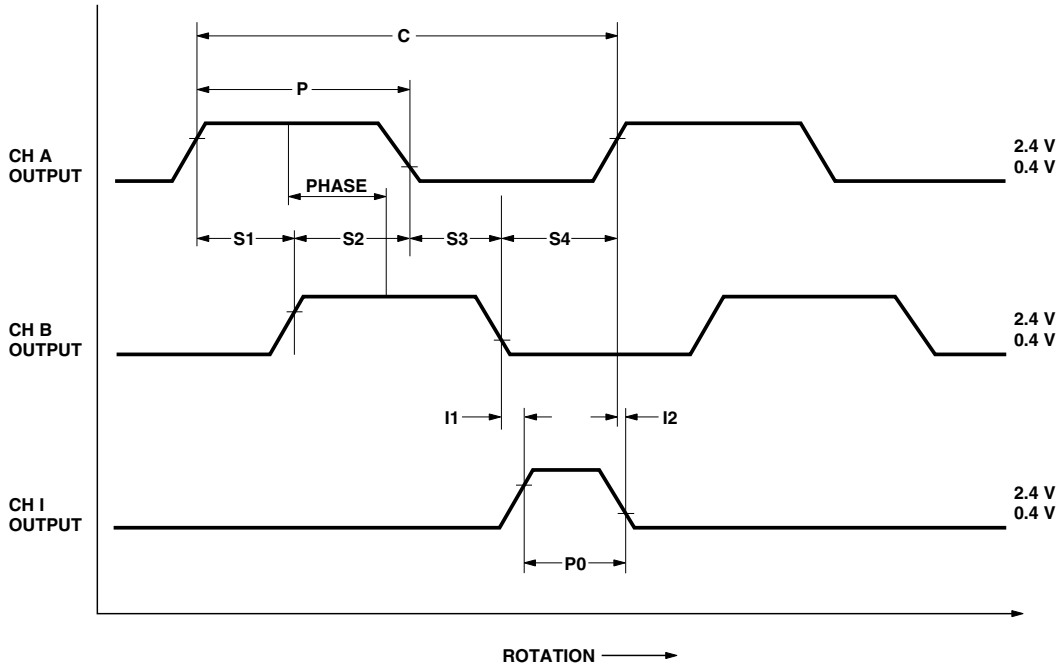 C
P
CH A
OUTPUT
2.4 V
0.4 V
PHASE
S1
S2
S3
S4
CH B
OUTPUT
2.4 V
0.4 V
I1
I2
CH I
OUTPUT
2.4 V
0.4 V
P0
ROTATION